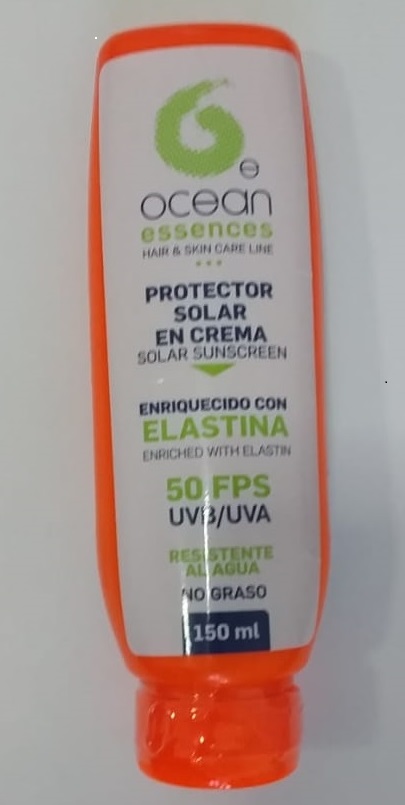 e
ocean
essences
HAIR & SKIN CARE LINE
PROTECTOR
SOLAR
EN CREMA
SOLAR SUNSCREEN
ENRIQUECIDO CON
ELASTINA
ENRICHED WITH ELASTIN
50 FPS
UVB/UVA
RESISTENTE
AL AGUA
NO GRASO
150 ml